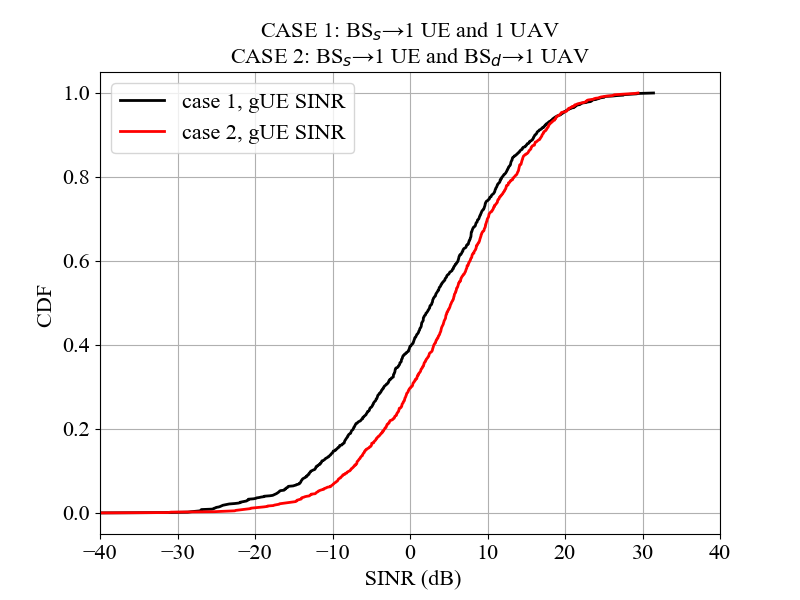 CASE 1: BSₛ→1 UE and 1 UAV
CASE 2: BSₛ→1 UE and BS_d→1 UAV
case 1, gUE SINR
case 2, gUE SINR
1.0
0.8
0.6
0.4
0.2
0.0
CDF
−40 −30 −20 −10 0 10 20 30 40
SINR (dB)